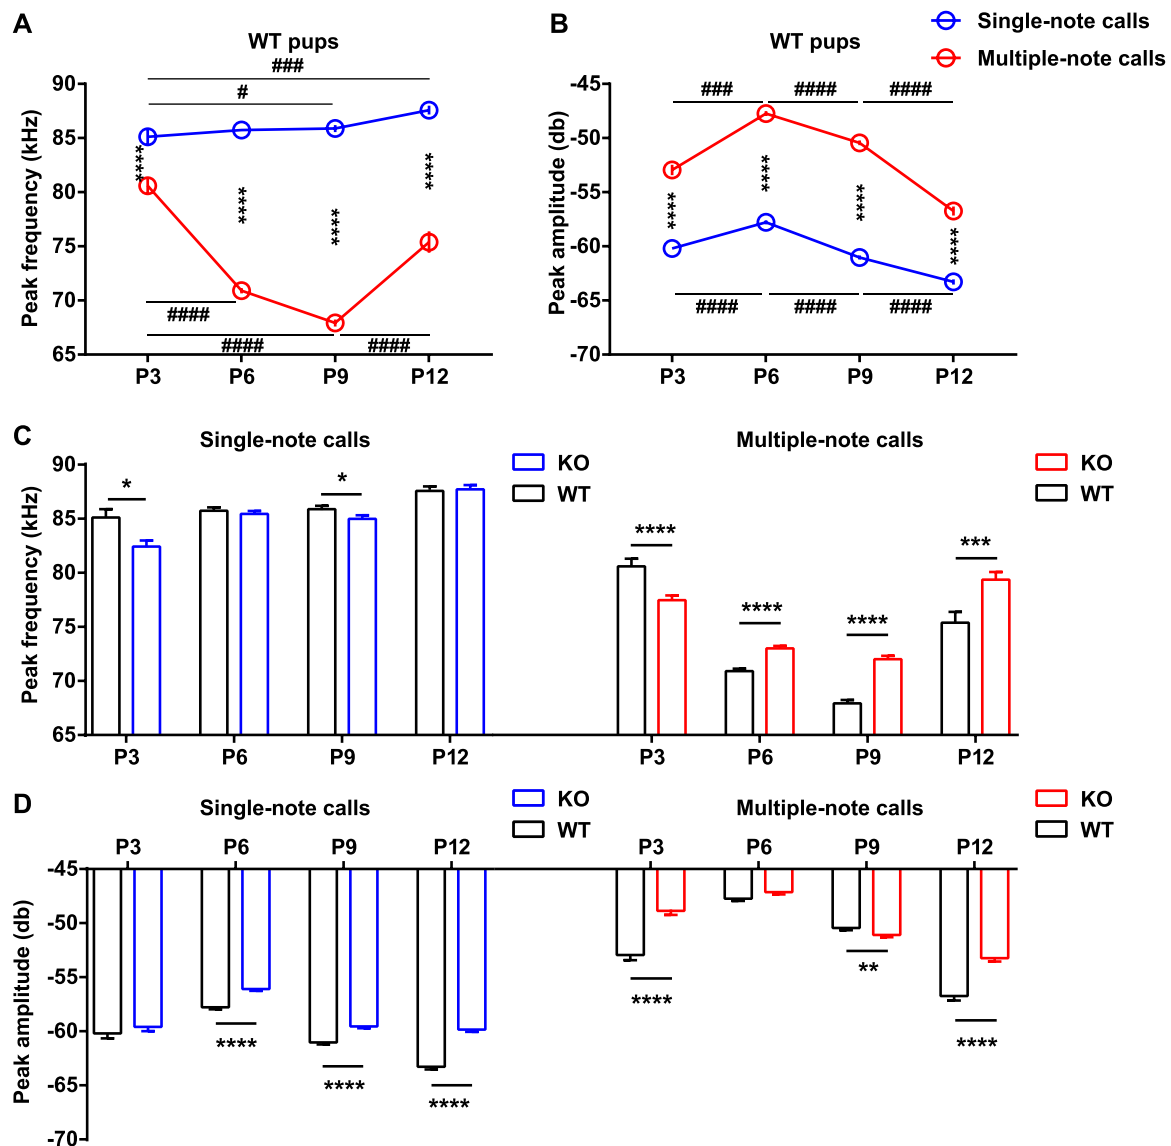 A
WT pups
Peak frequency (kHz)
90
85
80
75
70
65
###
#
****
****
****
****
####
####
####
P3
P6
P9
P12
B
WT pups
Single-note calls
Multiple-note calls
Peak amplitude (db)
-45
-50
-55
-60
-65
-70
###
####
####
****
****
****
****
####
####
####
P3
P6
P9
P12
C
Single-note calls
KO
WT
Peak frequency (kHz)
90
85
80
75
70
65
*
*
P3
P6
P9
P12
Multiple-note calls
KO
WT
****
****
****
***
P3
P6
P9
P12
D
Single-note calls
KO
WT
P3
P6
P9
P12
Peak amplitude (db)
-45
-50
-55
-60
-65
-70
****
****
****
Multiple-note calls
KO
WT
P3
P6
P9
P12
****
**
****